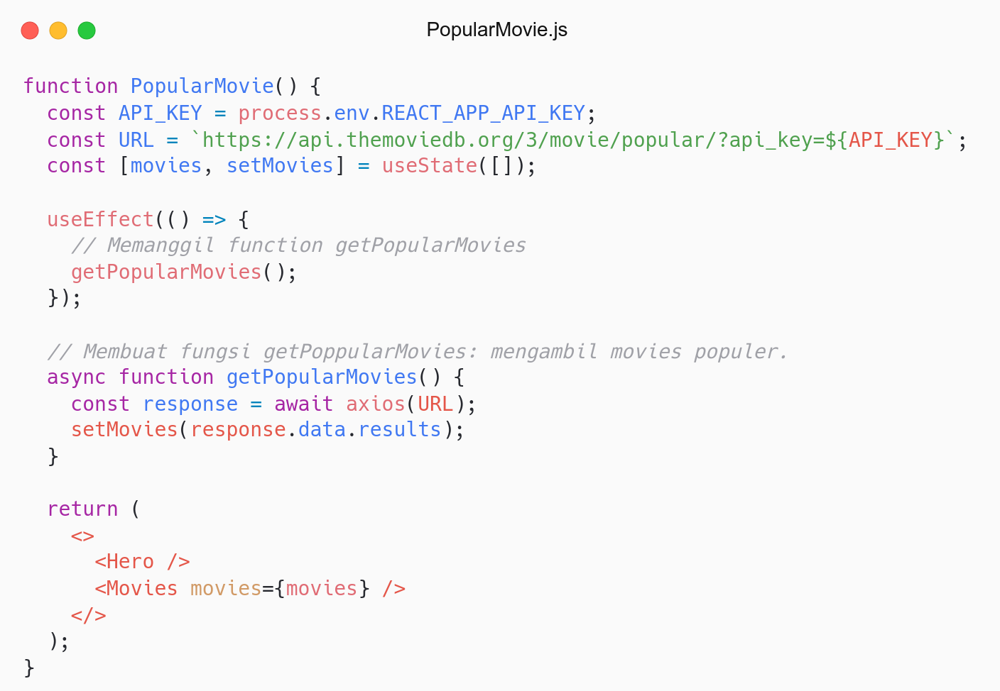 PopularMovie.js
function PopularMovie() {
  const API_KEY = process.env.REACT_APP_API_KEY;
  const URL = `https://api.themoviedb.org/3/movie/popular/?api_key=${API_KEY}`;
  const [movies, setMovies] = useState([]);

  useEffect(() => {
    // Memanggil function getPopularMovies
    getPopularMovies();
  });

  // Membuat fungsi getPoppularMovies: mengambil movies populer.
  async function getPopularMovies() {
    const response = await axios(URL);
    setMovies(response.data.results);
  }

  return (
    <>
      <Hero />
      <Movies movies={movies} />
    </>
  );
}